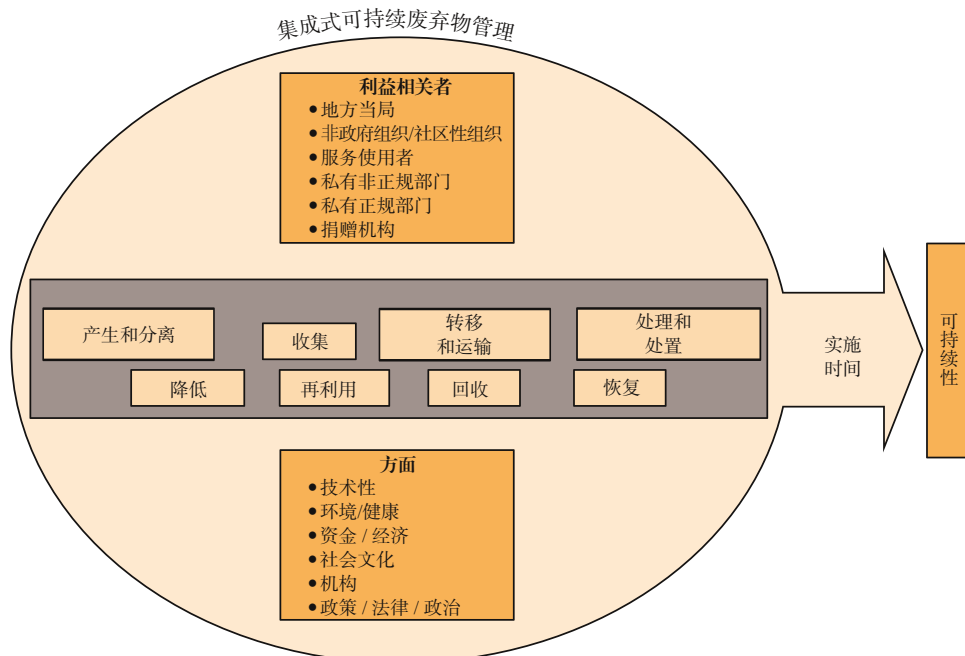 集成式可持续废弃物管理
利益相关者
●地方当局
●非政府组织/社区性组织
●服务使用者
●私有非正规部门
●私有正规部门
●捐赠机构
产生和分离
收集
转移
和运输
处理和
处置
降低
再利用
回收
恢复
实施
时间
可持续性
方面
●技术性
●环境/健康
●资金 / 经济
●社会文化
●机构
●政策 / 法律 / 政治